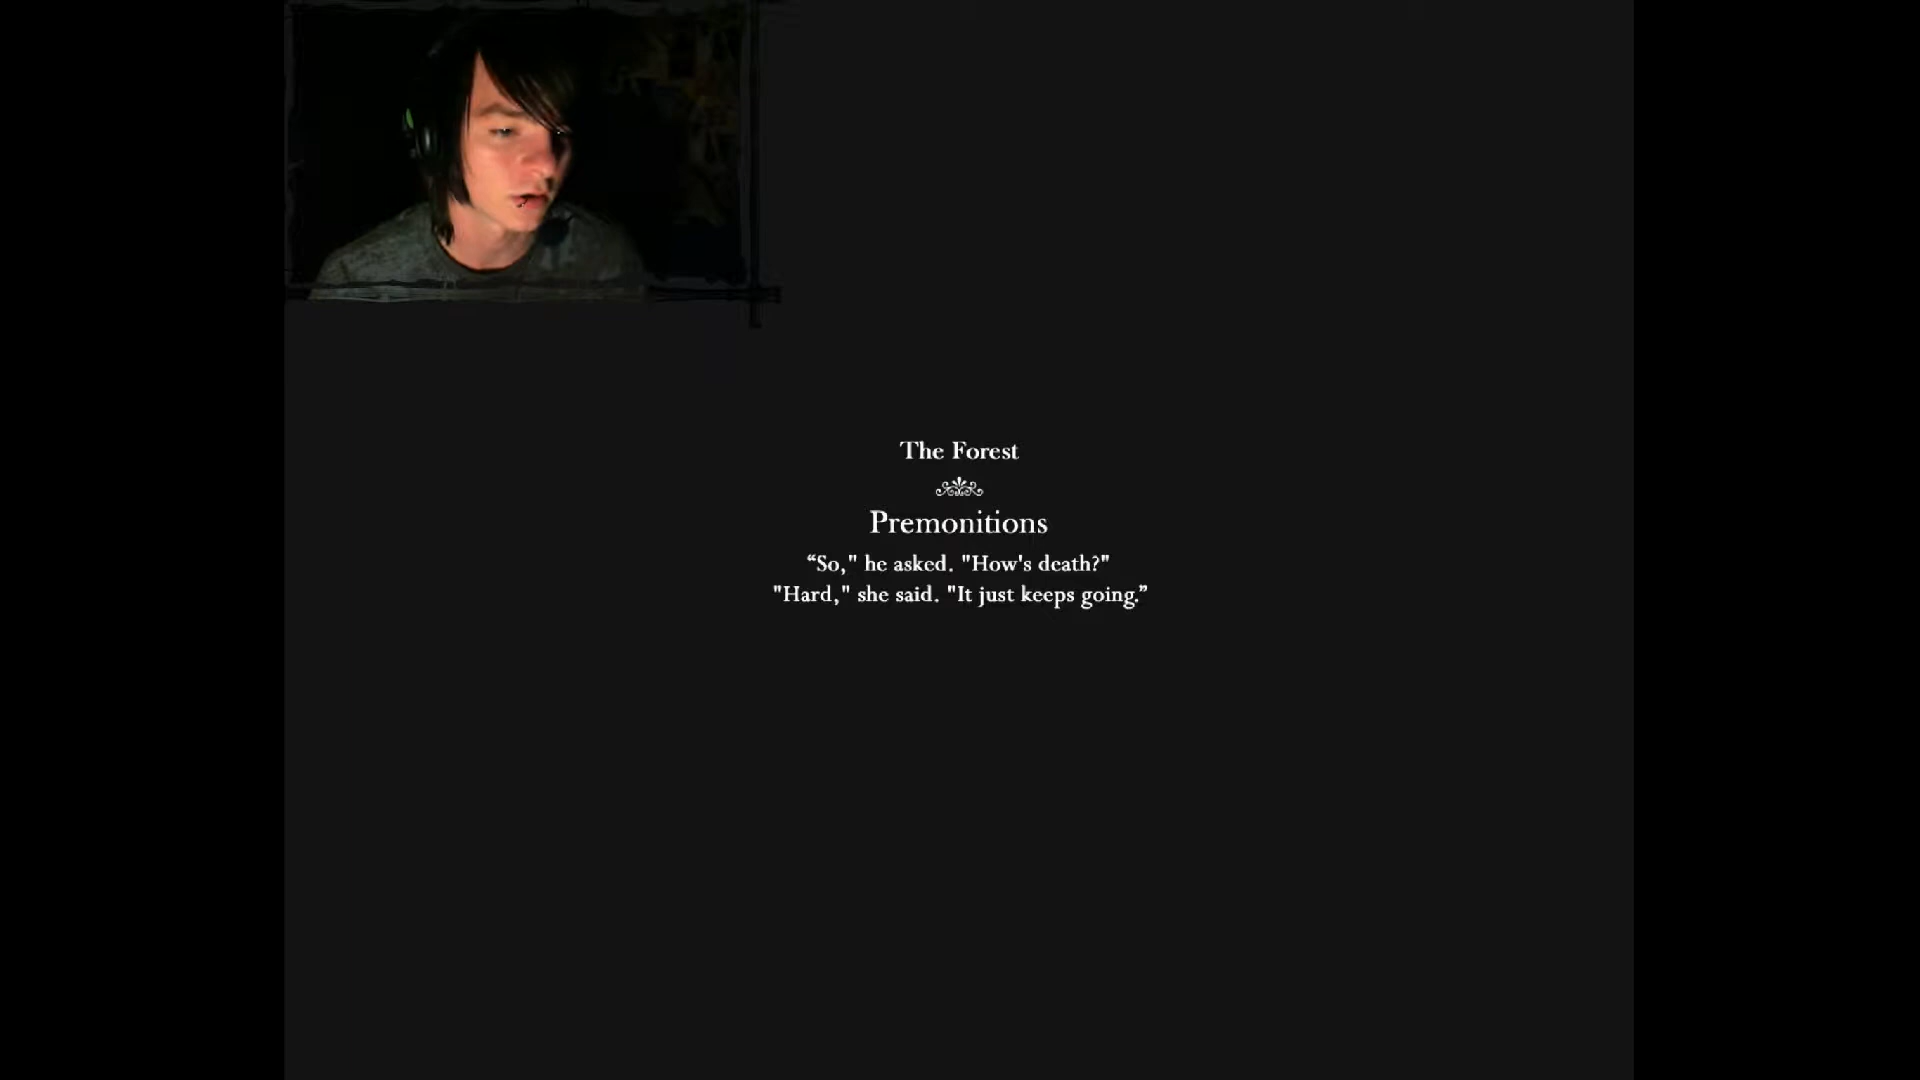 The Forest
Premonitions
“So," he asked. "How's death?"
"Hard," she said. "It just keeps going.”